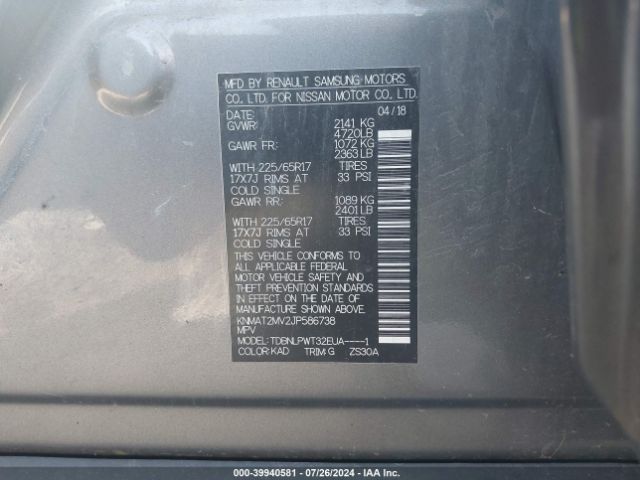 MFD BY RENAULT SAMSUNG MOTORS
CO. LTD. FOR NISSAN MOTOR CO. LTD.
DATE: 04/18
GVWR: 2141 KG
4720LB
GAWR FR: 1072 KG
2363 LB
WITH 225/65R17 TIRES
17X7J RIMS AT 33 PSI
COLD SINGLE
GAWR RR: 1089 KG
2401 LB
WITH 225/65R17 TIRES
17X7J RIMS AT 33 PSI
COLD SINGLE
THIS VEHICLE CONFORMS TO
ALL APPLICABLE FEDERAL
MOTOR VEHICLE SAFETY AND
THEFT PREVENTION STANDARDS
IN EFFECT ON THE DATE OF
MANUFACTURE SHOWN ABOVE.
KNMAT2MV2JP586738
MPV
MODEL: TDBNLPWT32EUA----1
COLOR:KAD TRIM:G ZS30A
000-39940581 - 07/26/2024 - IAA Inc.